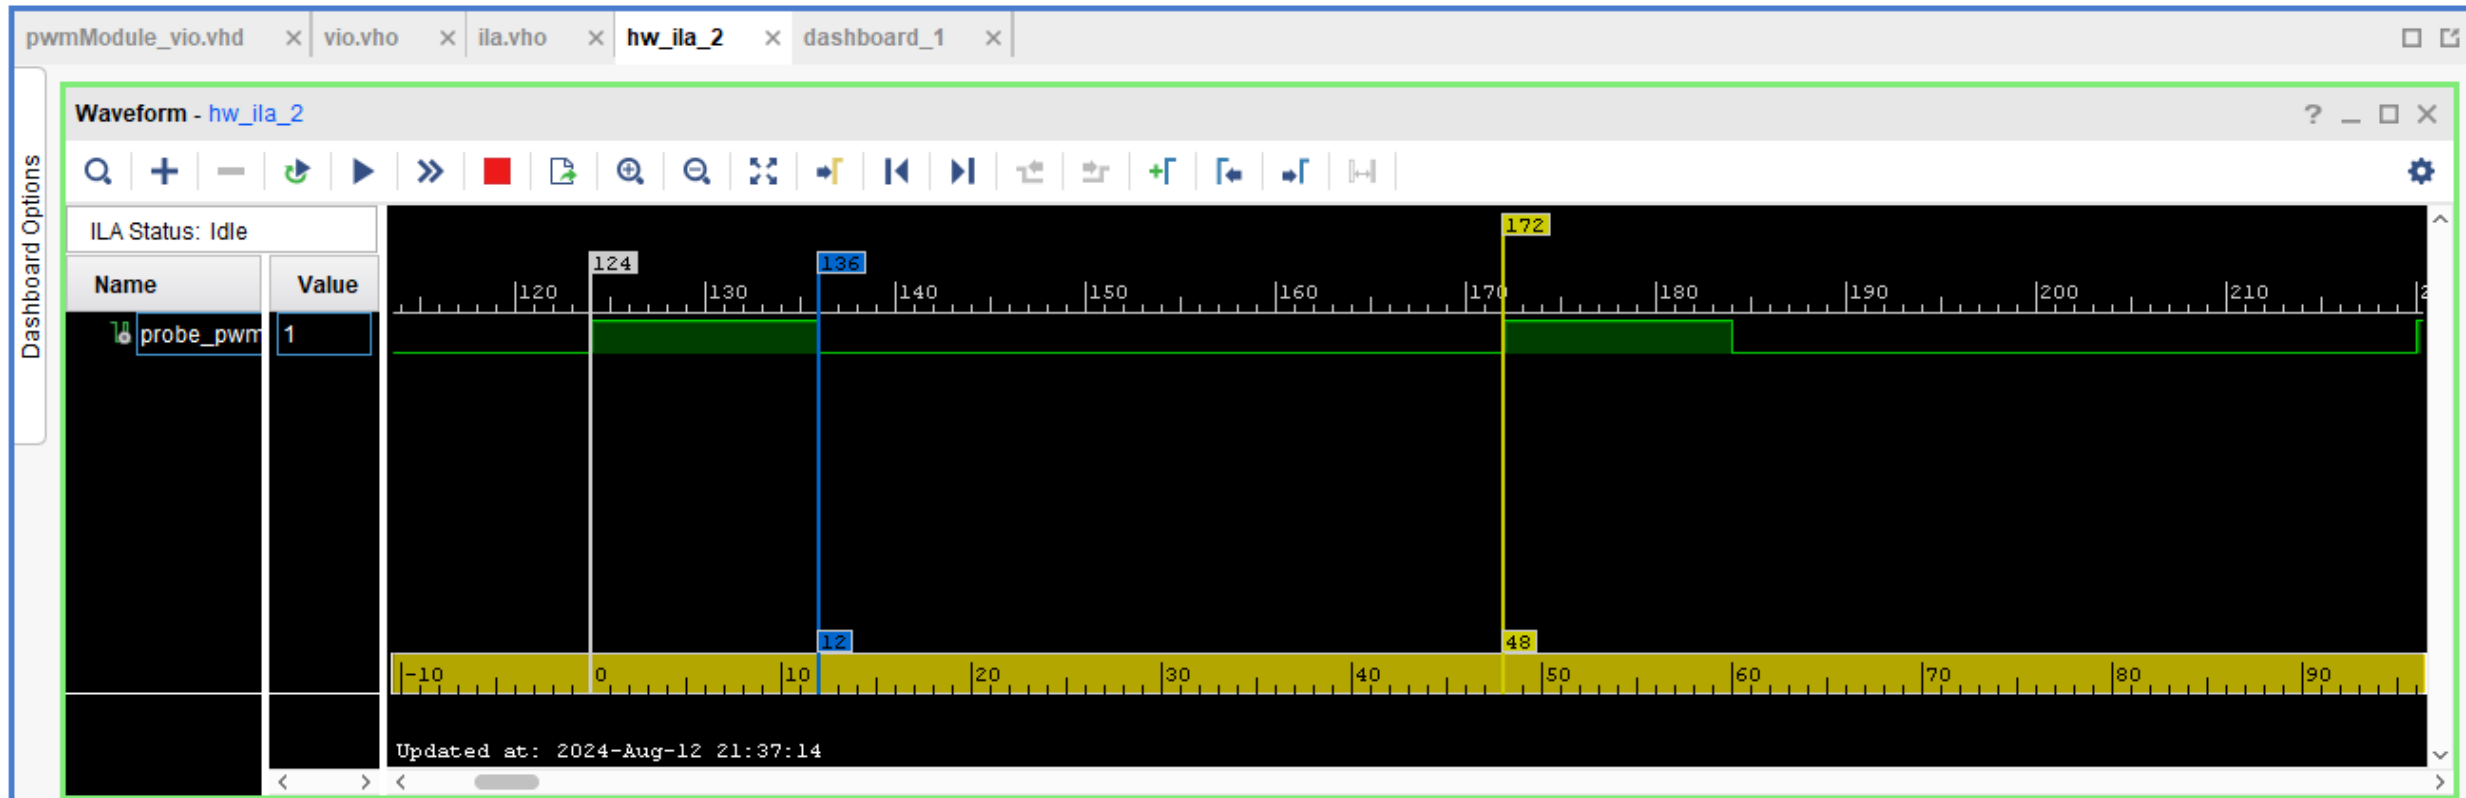 pwmModule_vio.vhd × vio.vho × ila.vho × hw_ila_2 × dashboard_1 ×
Dashboard Options
Waveform - hw_ila_2
ILA Status: Idle
Name Value
probe_pwm 1
172
124 136
120 130 140 150 160 170 180 190 200 210 2
12 48
-10 0 10 20 30 40 50 60 70 80 90
Updated at: 2024-Aug-12 21:37:14